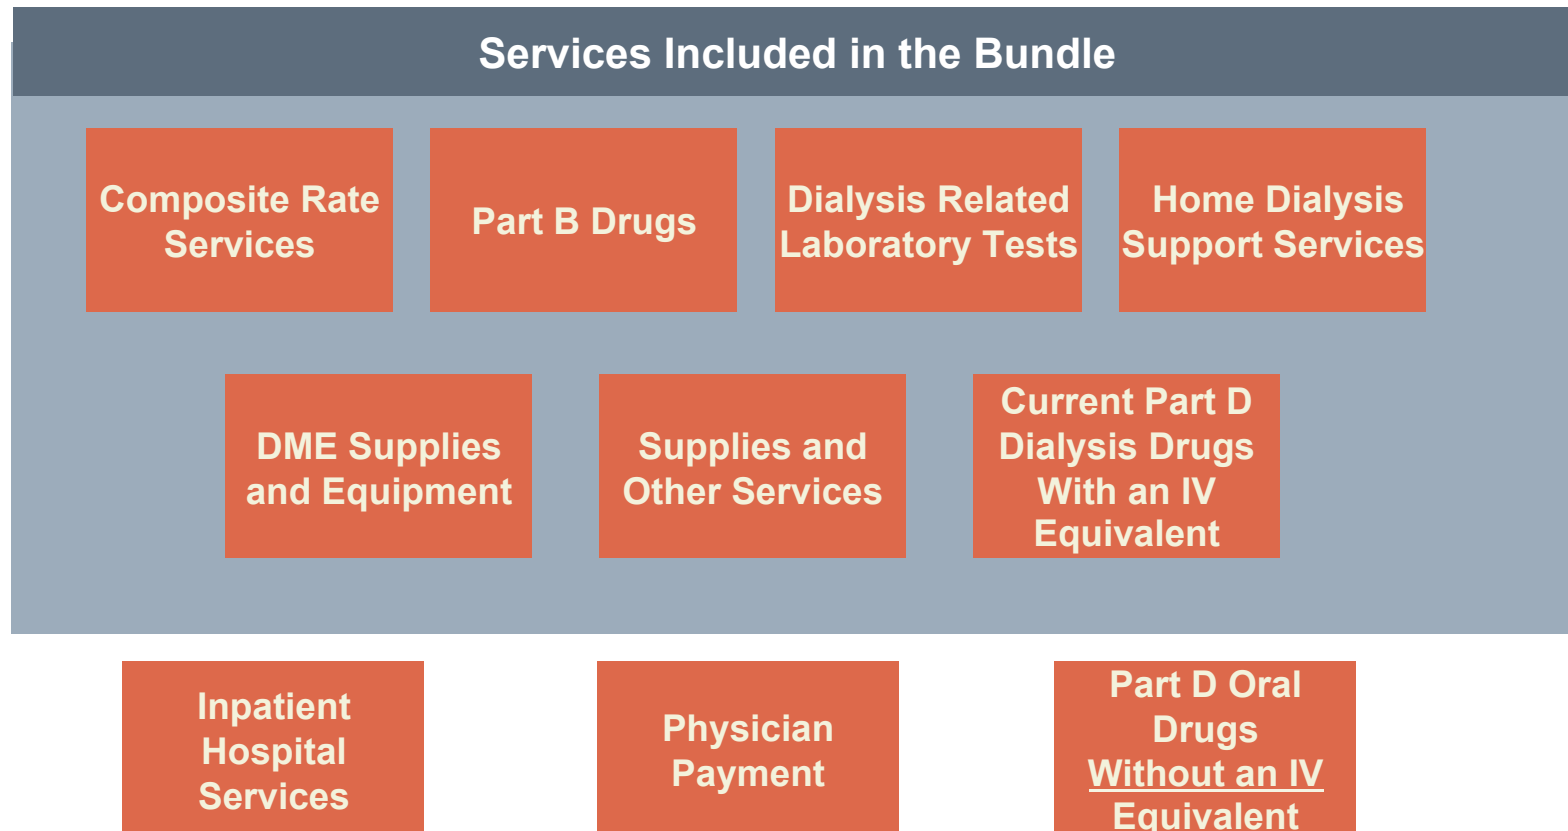 Services Included in the Bundle
Composite Rate
Services
Part B Drugs
Dialysis Related
Laboratory Tests
Home Dialysis
Support Services
DME Supplies
and Equipment
Supplies and
Other Services
Current Part D
Dialysis Drugs
With an IV
Equivalent
Inpatient
Hospital
Services
Physician
Payment
Part D Oral
Drugs
Without an IV
Equivalent